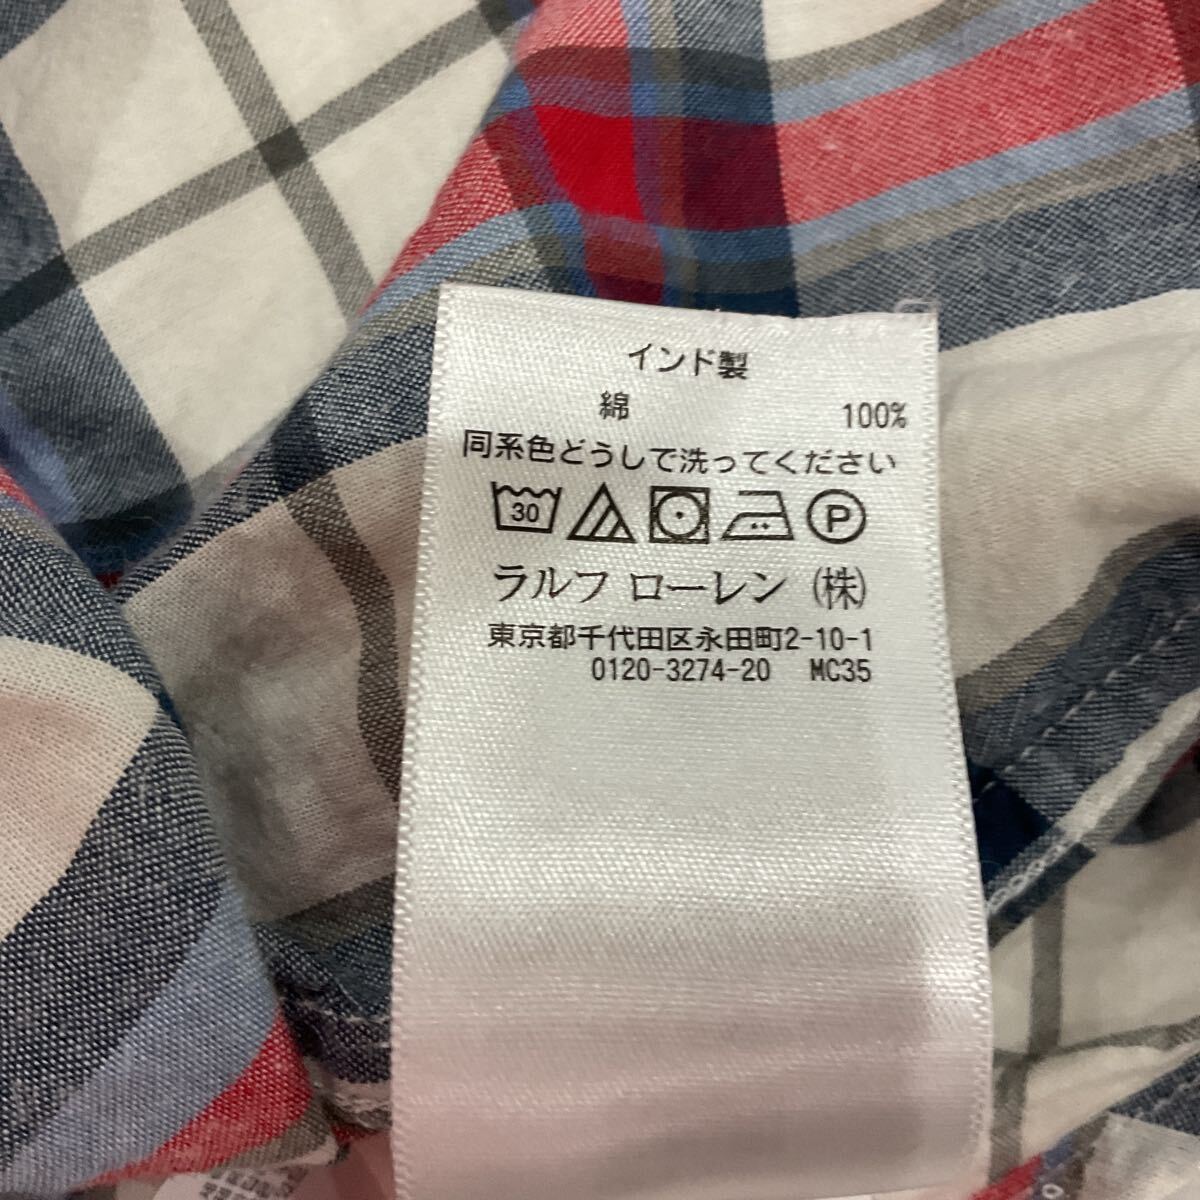 インド製
綿 100%
同系色どうしで洗ってください
30 P
ラルフ ローレン (株)
東京都千代田区永田町2-10-1
0120-3274-20 MC35